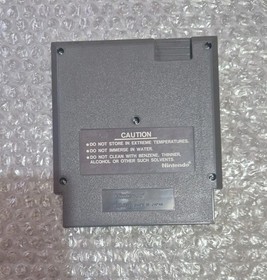 CAUTION
●DO NOT STORE IN EXTREME TEMPERATURES.
●DO NOT IMMERSE IN WATER.
●DO NOT CLEAN WITH BENZENE, THINNER,
ALCOHOL OR OTHER SUCH SOLVENTS.
Nintendo